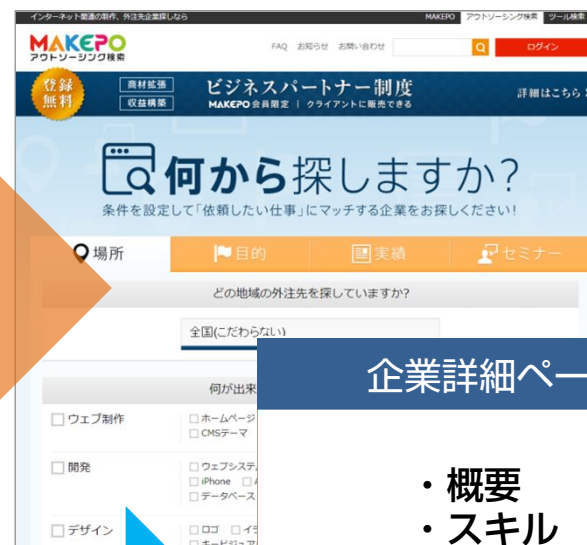 インターネット関連の制作、外注先企業探しなら
MAKEPO アウトソーシング検索 ツール検索
MAKEPO
アウトソーシング検索
FAQ お知らせ お問い合わせ
ログイン
登録無料
商材拡張
収益構築
ビジネスパートナー制度
MAKEPO会員限定 | クライアントに販売できる
詳細はこちら
何から探しますか?
条件を設定して「依頼したい仕事」にマッチする企業をお探しください!
場所 目的 実績 セミナー
どの地域の外注先を探していますか?
全国(こだわらない)
何が出来
企業詳細ペー
ウェブ制作
ホームページ
CMSテーマ
開発
ウェブシステ
iPhone
データベース
デザイン
ロゴ
・概要
・スキル